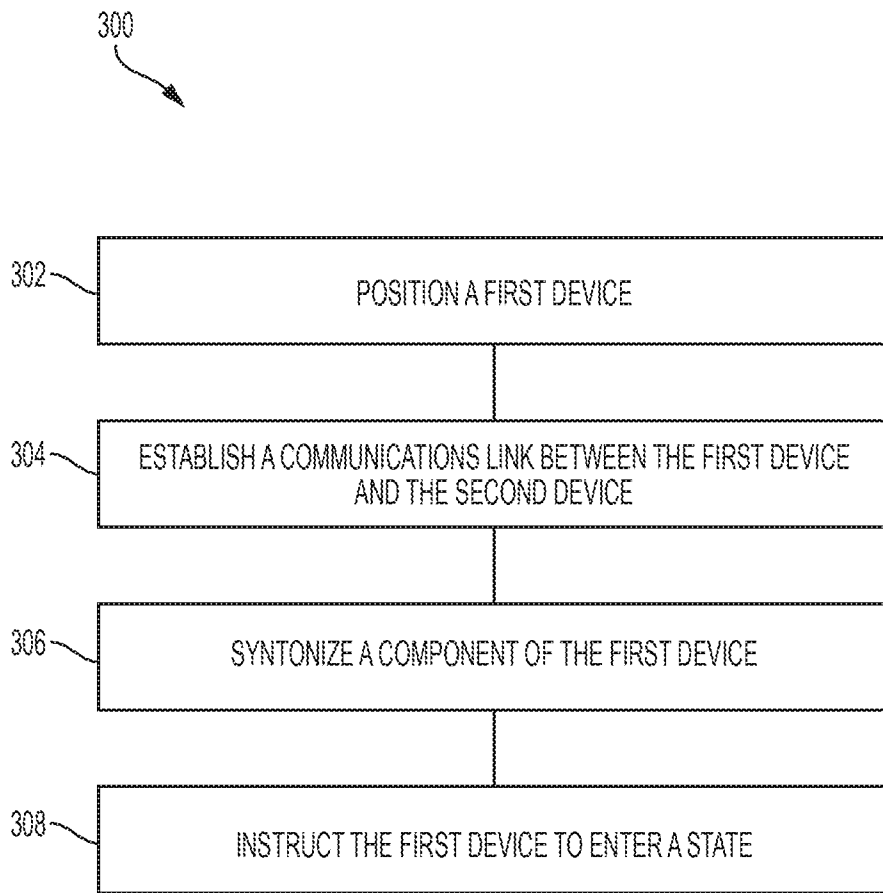 300
302
POSITION A FIRST DEVICE
304
ESTABLISH A COMMUNICATIONS LINK BETWEEN THE FIRST DEVICE
AND THE SECOND DEVICE
306
SYNTONIZE A COMPONENT OF THE FIRST DEVICE
308
INSTRUCT THE FIRST DEVICE TO ENTER A STATE